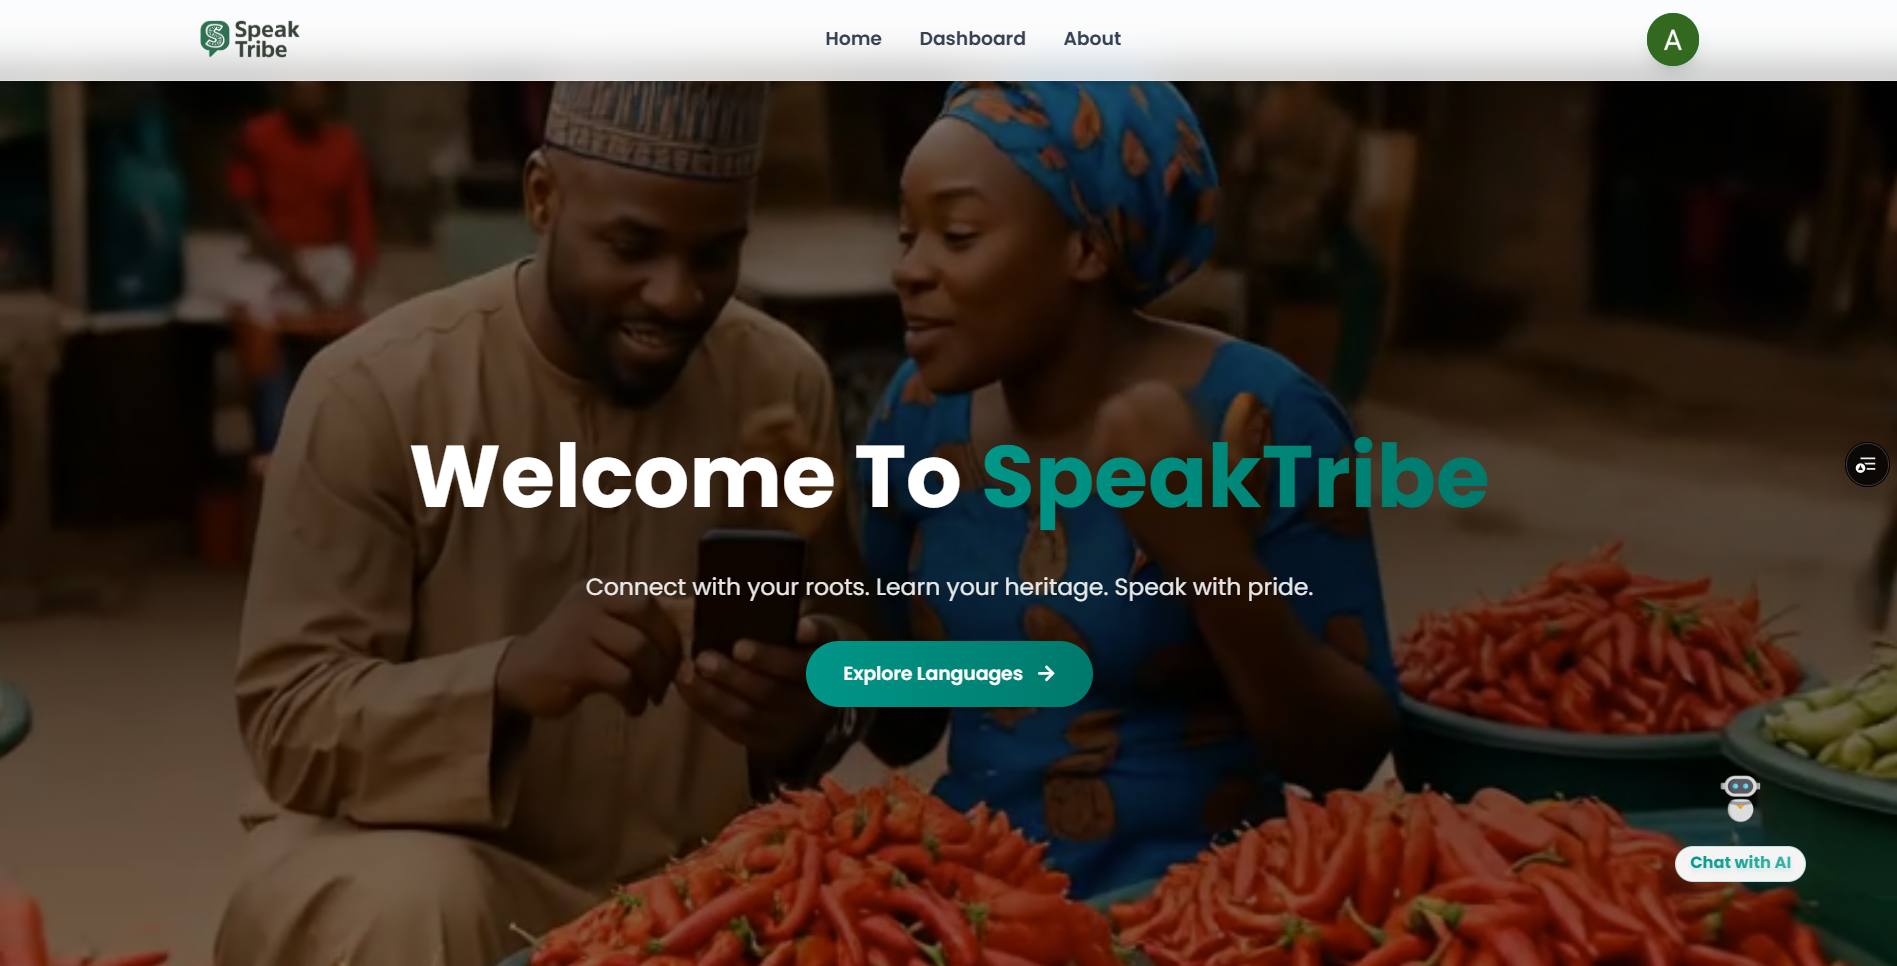 Speak
Tribe
Home Dashboard About
A
Welcome To SpeakTribe
Connect with your roots. Learn your heritage. Speak with pride.
Explore Languages →
Chat with AI